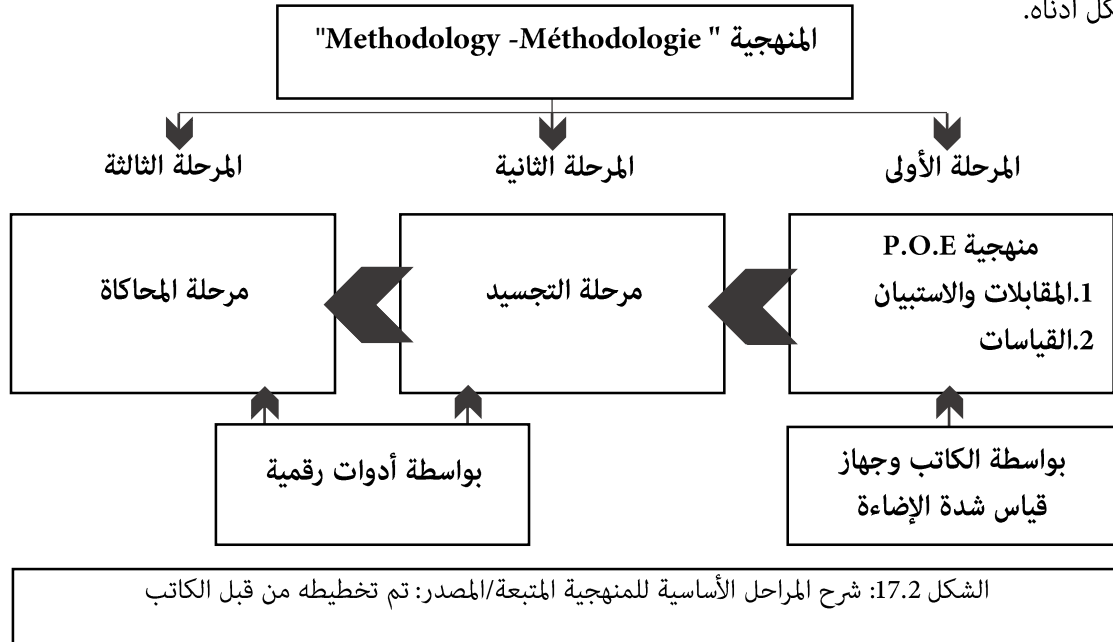 كل أدناه.
المنهجية " Methodology -Méthodologie"
المرحلة الأولى
المرحلة الثانية
المرحلة الثالثة
منهجية P.O.E
1.المقابلات والاستبيان
2.القياسات
مرحلة التجسيد
مرحلة المحاكاة
بواسطة الكاتب وجهاز
قياس شدة الإضاءة
بواسطة أدوات رقمية
الشكل 17.2: شرح المراحل الأساسية للمنهجية المتبعة/المصدر: تم تخطيطه من قبل الكاتب